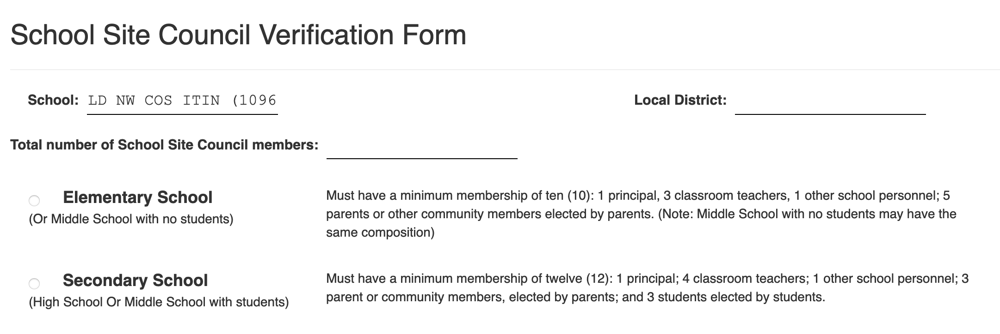 School Site Council Verification Form
School: LD NW COS ITIN (1096 Local District:
Total number of School Site Council members:
Elementary School
(Or Middle School with no students)
Must have a minimum membership of ten (10): 1 principal, 3 classroom teachers, 1 other school personnel; 5
parents or other community members elected by parents. (Note: Middle School with no students may have the
same composition)
Secondary School
(High School Or Middle School with students)
Must have a minimum membership of twelve (12): 1 principal; 4 classroom teachers; 1 other school personnel; 3
parent or community members, elected by parents; and 3 students elected by students.